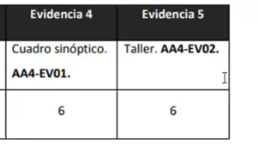 Evidencia 4 Evidencia 5
Cuadro sinóptico. Taller. AA4-EV02.
AA4-EV01.
6 6